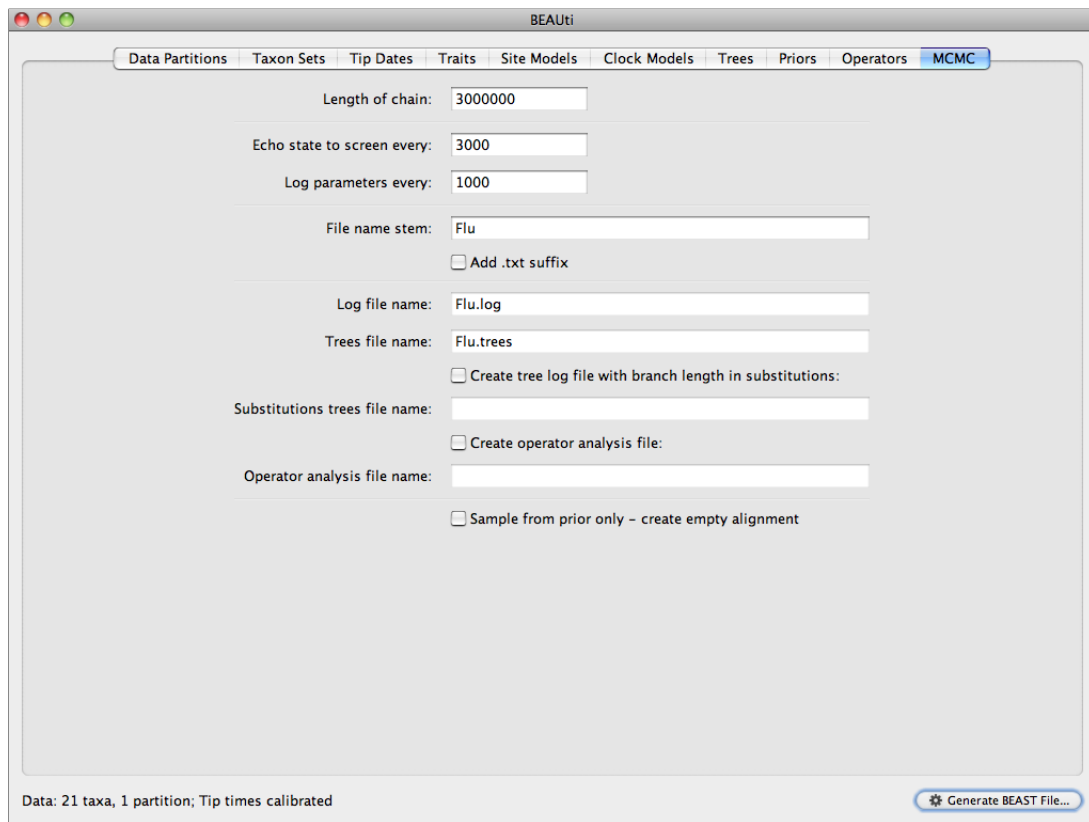 BEAUti
Data Partitions Taxon Sets Tip Dates Traits Site Models Clock Models Trees Priors Operators MCMC
Length of chain: 3000000
Echo state to screen every: 3000
Log parameters every: 1000
File name stem: Flu
Add .txt suffix
Log file name: Flu.log
Trees file name: Flu.trees
Create tree log file with branch length in substitutions:
Substitutions trees file name:
Create operator analysis file:
Operator analysis file name:
Sample from prior only – create empty alignment
Data: 21 taxa, 1 partition; Tip times calibrated Generate BEAST File...